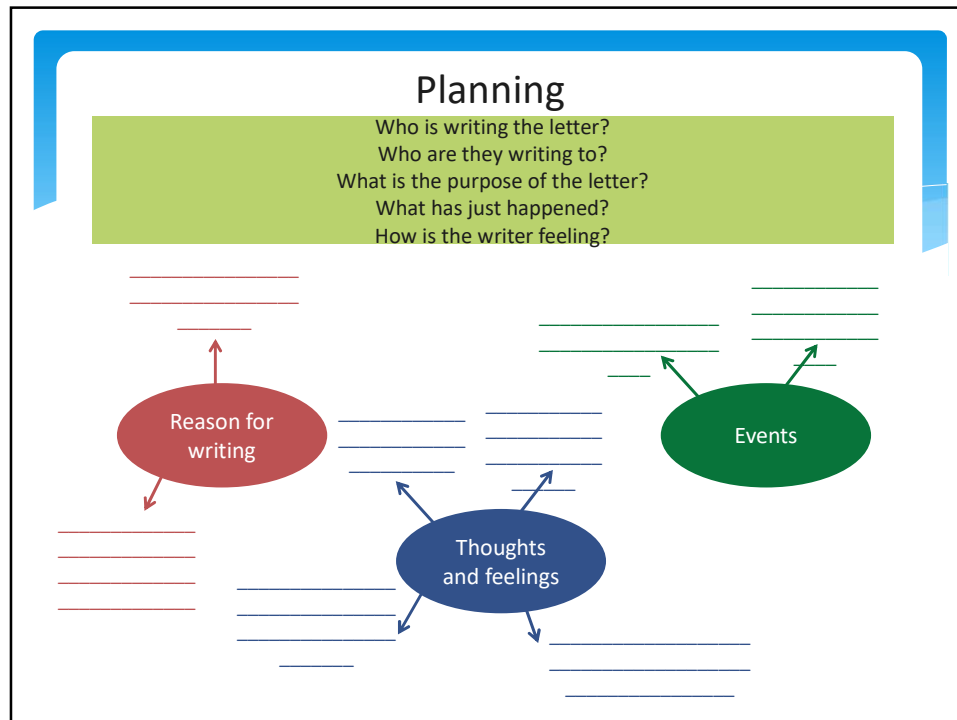 Planning
Who is writing the letter?
Who are they writing to?
What is the purpose of the letter?
What has just happened?
How is the writer feeling?
Reason for
writing
Events
Thoughts
and feelings